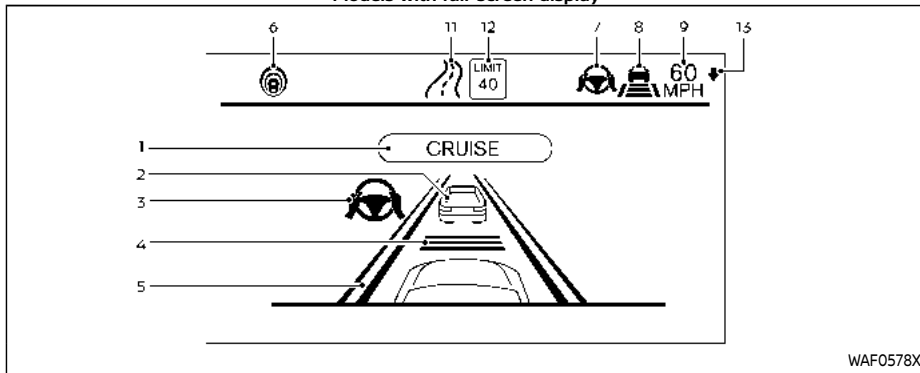 Models with full screen display
6 11 12 7 8 9 13
LIMIT
40
60
MPH
1 CRUISE
2
3
4
5
WAF0578X